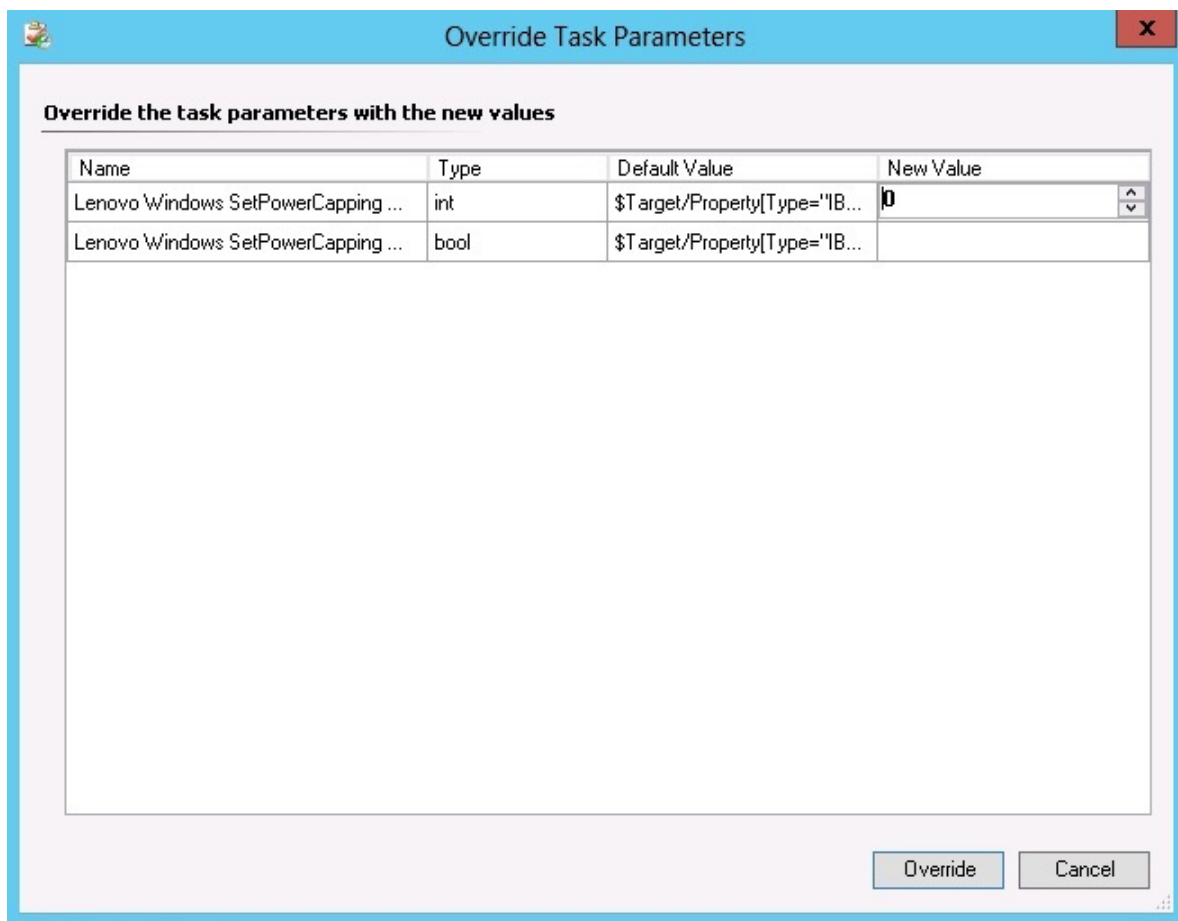 Override Task Parameters
x
Override the task parameters with the new values
Name Type Default Value New Value
Lenovo Windows SetPowerCapping ... int $Target/Property[Type="IB... 0
Lenovo Windows SetPowerCapping ... bool $Target/Property[Type="IB...
Override Cancel